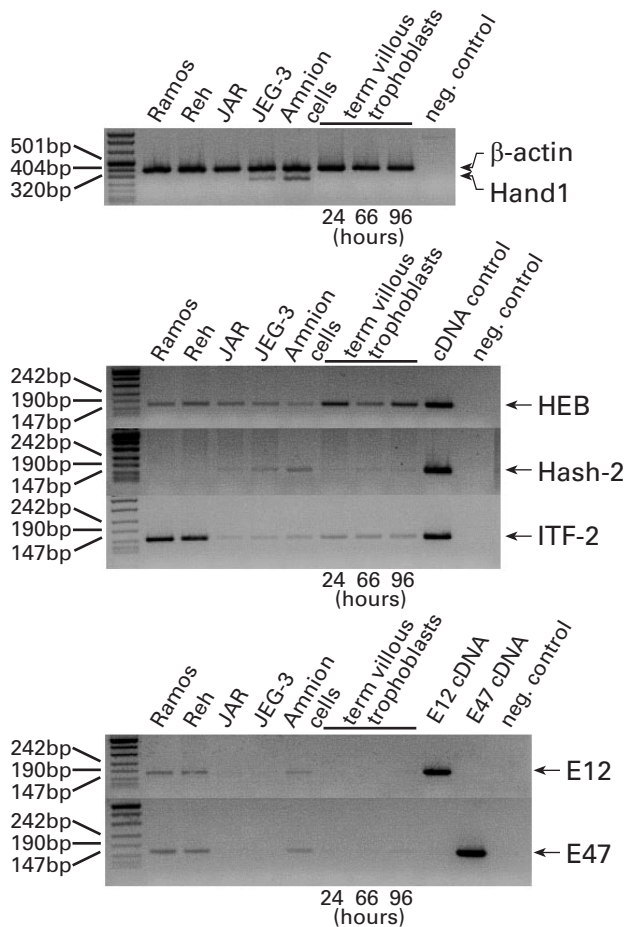 Ramos
Reh
JAR
JEG-3
Amnion
cells
term villous
trophoblasts
neg. control
501bp
404bp
320bp
β-actin
Hand1
24 66 96
(hours)
Ramos
Reh
JAR
JEG-3
Amnion
cells
term villous
trophoblasts
cDNA control
neg. control
242bp
190bp
147bp
HEB
242bp
190bp
147bp
Hash-2
242bp
190bp
147bp
ITF-2
24 66 96
(hours)
Ramos
Reh
JAR
JEG-3
Amnion
cells
term villous
trophoblasts
E12 cDNA
E47 cDNA
neg. control
242bp
190bp
147bp
E12
242bp
190bp
147bp
E47
24 66 96
(hours)